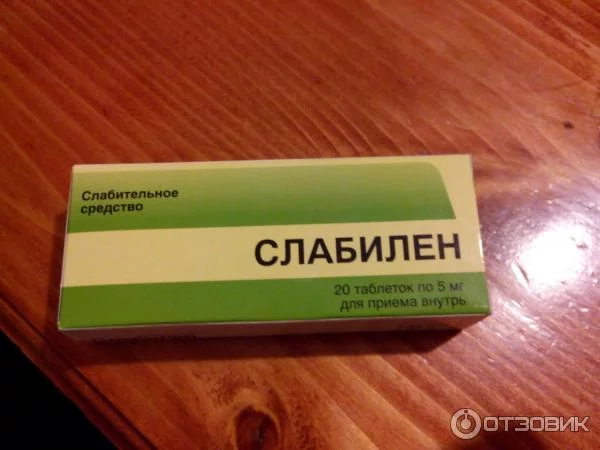 Слабительное
средство
СЛАБИЛЕН
20 таблеток по 5 мг
для приема внутрь
ОТЗОВИК